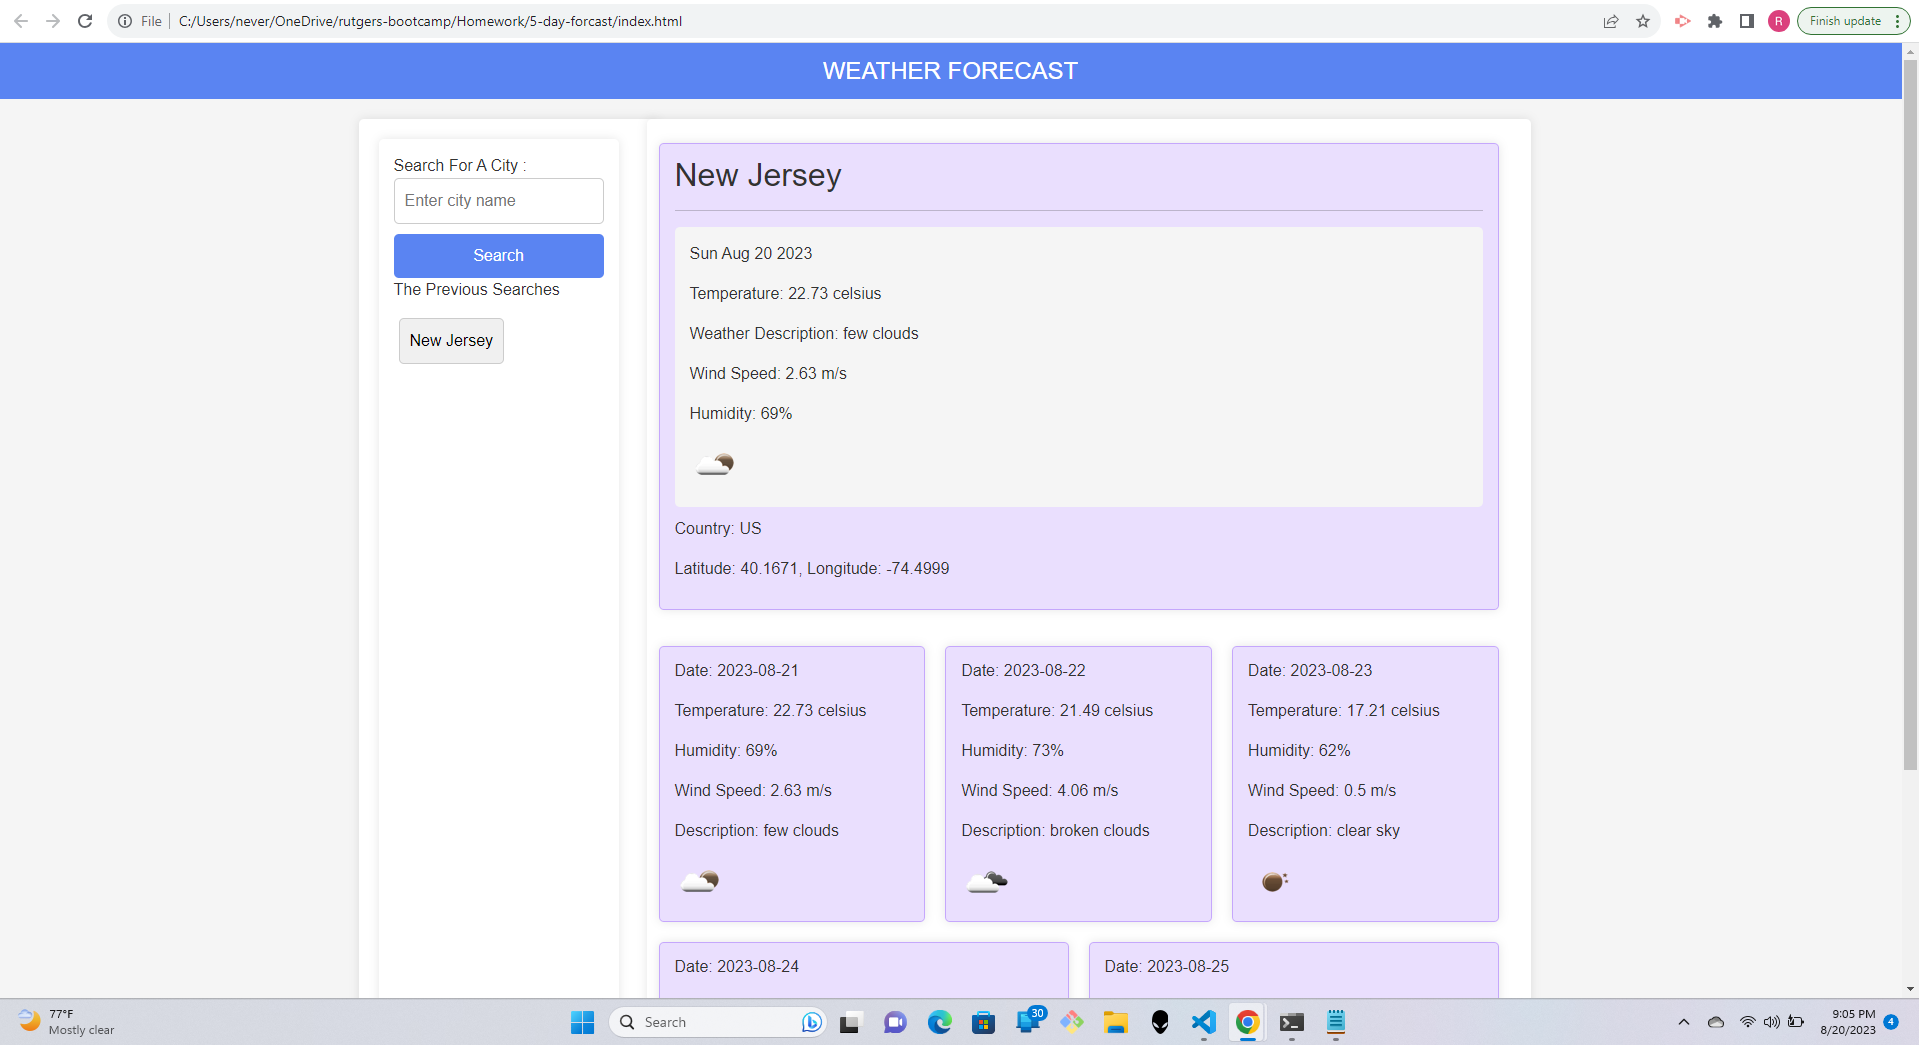 File
C:/Users/never/OneDrive/rutgers-bootcamp/Homework/5-day-forcast/index.html
R
Finish update
WEATHER FORECAST
Search For A City :
Enter city name
Search
The Previous Searches
New Jersey
New Jersey
Sun Aug 20 2023
Temperature: 22.73 celsius
Weather Description: few clouds
Wind Speed: 2.63 m/s
Humidity: 69%
Country: US
Latitude: 40.1671, Longitude: -74.4999
Date: 2023-08-21
Temperature: 22.73 celsius
Humidity: 69%
Wind Speed: 2.63 m/s
Description: few clouds
Date: 2023-08-22
Temperature: 21.49 celsius
Humidity: 73%
Wind Speed: 4.06 m/s
Description: broken clouds
Date: 2023-08-23
Temperature: 17.21 celsius
Humidity: 62%
Wind Speed: 0.5 m/s
Description: clear sky
Date: 2023-08-24
Date: 2023-08-25
77°F
Mostly clear
Search
30
9:05 PM
8/20/2023
4